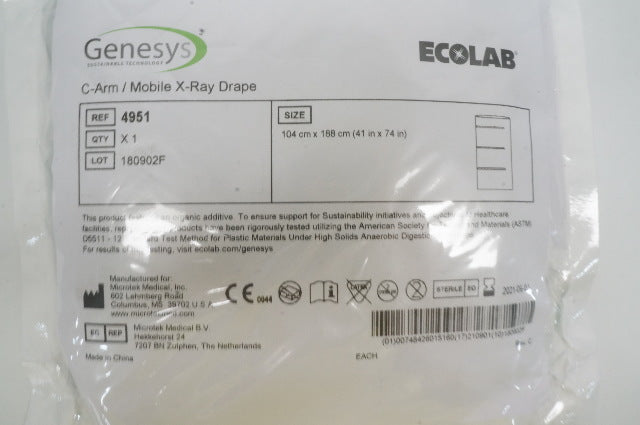 Genesys
SUSTAINABLE TECHNOLOGY
ECOLAB®
C-Arm / Mobile X-Ray Drape
REF 4951
QTY X 1
LOT 180902F
SIZE
104 cm x 188 cm (41 in x 74 in)
This product an organic additive. To ensure support for Sustainability initiatives Healthcare
facilities, products have been rigorously tested utilizing the American Society and Materials (ASTM)
D5511 - Test Method for Plastic Materials Under High Solids Anaerobic
For results of testing, visit ecolab.com/genesys
Manufactured for:
Microtek Medical, Inc.
602 Lehmberg Road
Columbus, MS 39702 U.S.A.
CE 0044
LATEX
STERILE EO
EC REP
Microtek Medical B.V.
Hekkehorst 24
7207 BN Zutphen, The Netherlands
Made in China
EACH
Rev. C